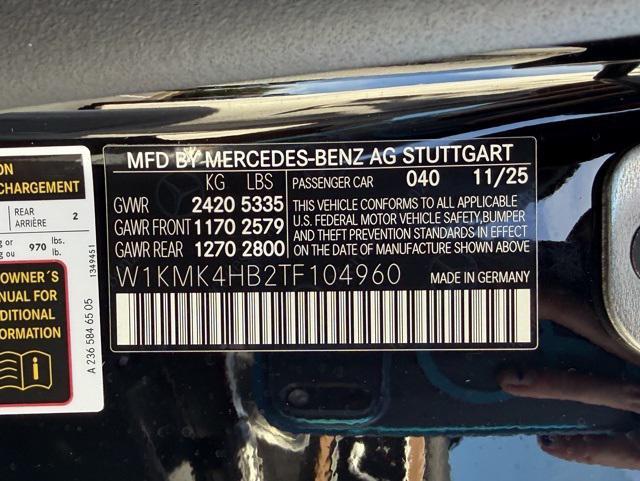 MFD BY MERCEDES-BENZ AG STUTTGART
KG LBS
GVWR 2420 5335
GAWR FRONT 1170 2579
GAWR REAR 1270 2800
PASSENGER CAR 040 11/25
THIS VEHICLE CONFORMS TO ALL APPLICABLE
U.S. FEDERAL MOTOR VEHICLE SAFETY, BUMPER
AND THEFT PREVENTION STANDARDS IN EFFECT
ON THE DATE OF MANUFACTURE SHOWN ABOVE
W1KMK4HB2TF104960
MADE IN GERMANY
CHARGEMENT
REAR
ARRIÈRE 2
970 lbs.
lb.
OWNER´S
FOR
DITIONAL
FORMATION
i
1349451
A 236 584 65 05